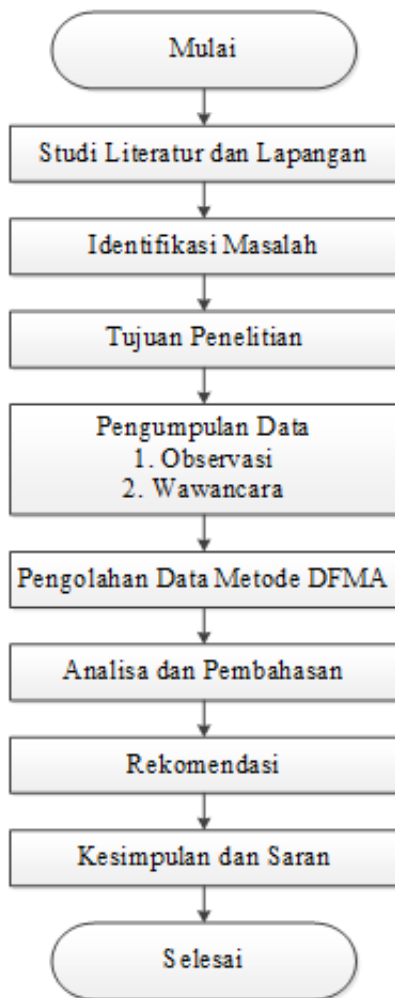 Mulai
Studi Literatur dan Lapangan
Identifikasi Masalah
Tujuan Penelitian
Pengumpulan Data
1. Observasi
2. Wawancara
Pengolahan Data Metode DFMA
Analisa dan Pembahasan
Rekomendasi
Kesimpulan dan Saran
Selesai